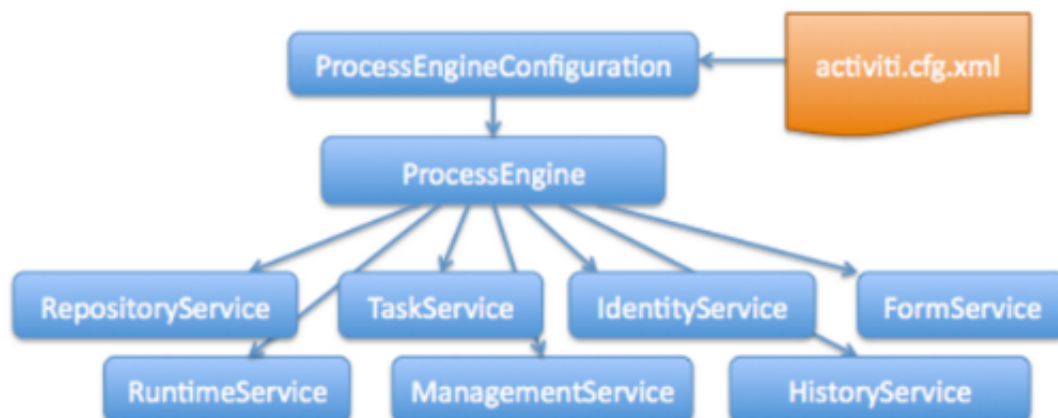 ProcessEngineConfiguration
activiti.cfg.xml
ProcessEngine
RepositoryService
TaskService
IdentityService
FormService
RuntimeService
ManagementService
HistoryService